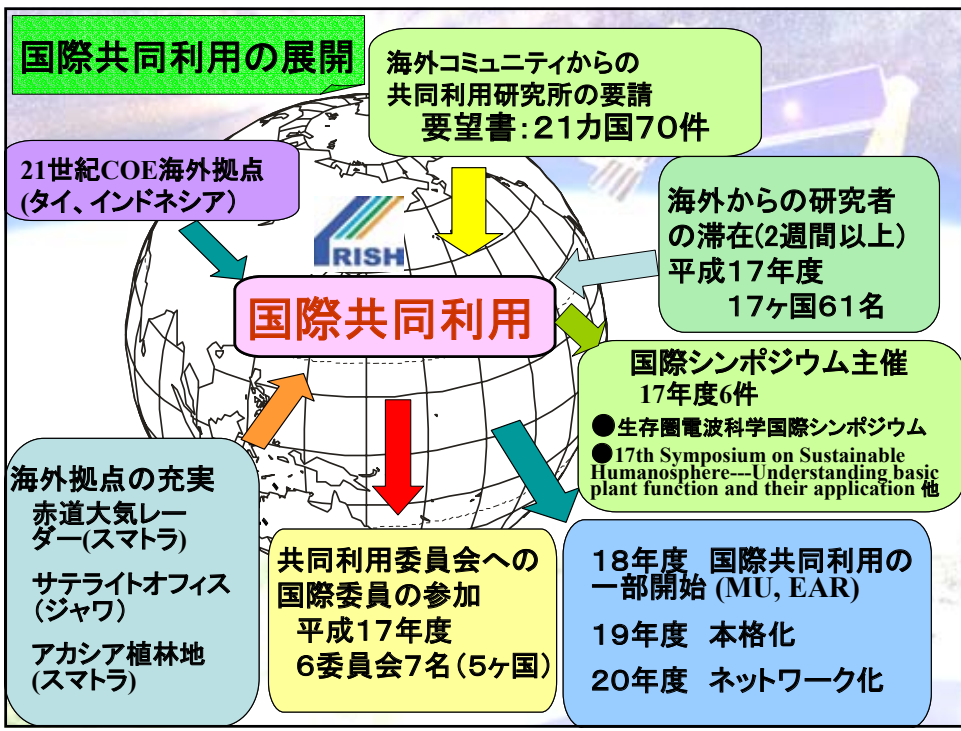 国際共同利用の展開
海外コミュニティからの
共同利用研究所の要請
要望書：２１カ国７０件
21世紀COE海外拠点
(タイ、インドネシア）
RISH
海外からの研究者
の滞在(2週間以上）
平成１７年度
１７ヶ国６１名
国際共同利用
国際シンポジウム主催
17年度6件
●生存圏電波科学国際シンポジウム
●17th Symposium on Sustainable
Humanosphere---Understanding basic
plant function and their application 他
海外拠点の充実
赤道大気レー
ダー(スマトラ)
サテライトオフィス
（ジャワ）
アカシア植林地
(スマトラ)
共同利用委員会への
国際委員の参加
平成１７年度
６委員会７名（５ヶ国）
１８年度 国際共同利用の
一部開始 (MU, EAR)
１９年度 本格化
２０年度 ネットワーク化